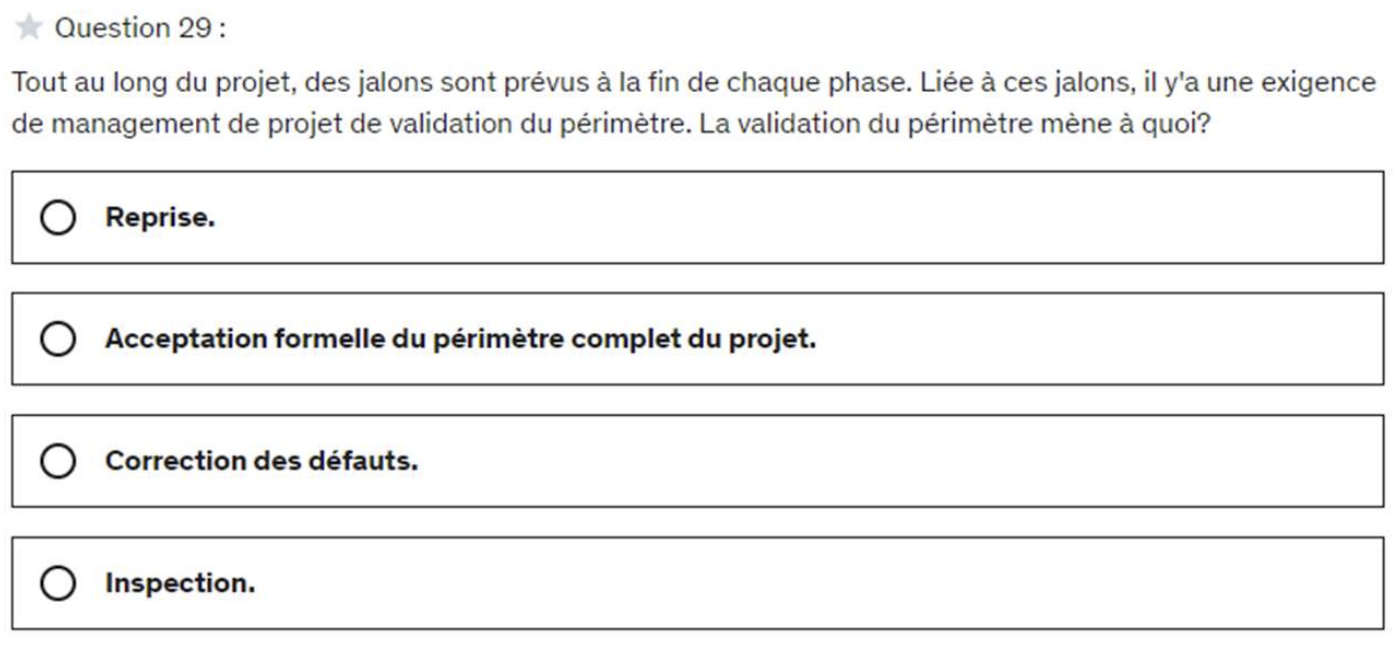 Question 29 :
Tout au long du projet, des jalons sont prévus à la fin de chaque phase. Liée à ces jalons, il y'a une exigence
de management de projet de validation du périmètre. La validation du périmètre mène à quoi?
Reprise.
Acceptation formelle du périmètre complet du projet.
Correction des défauts.
Inspection.